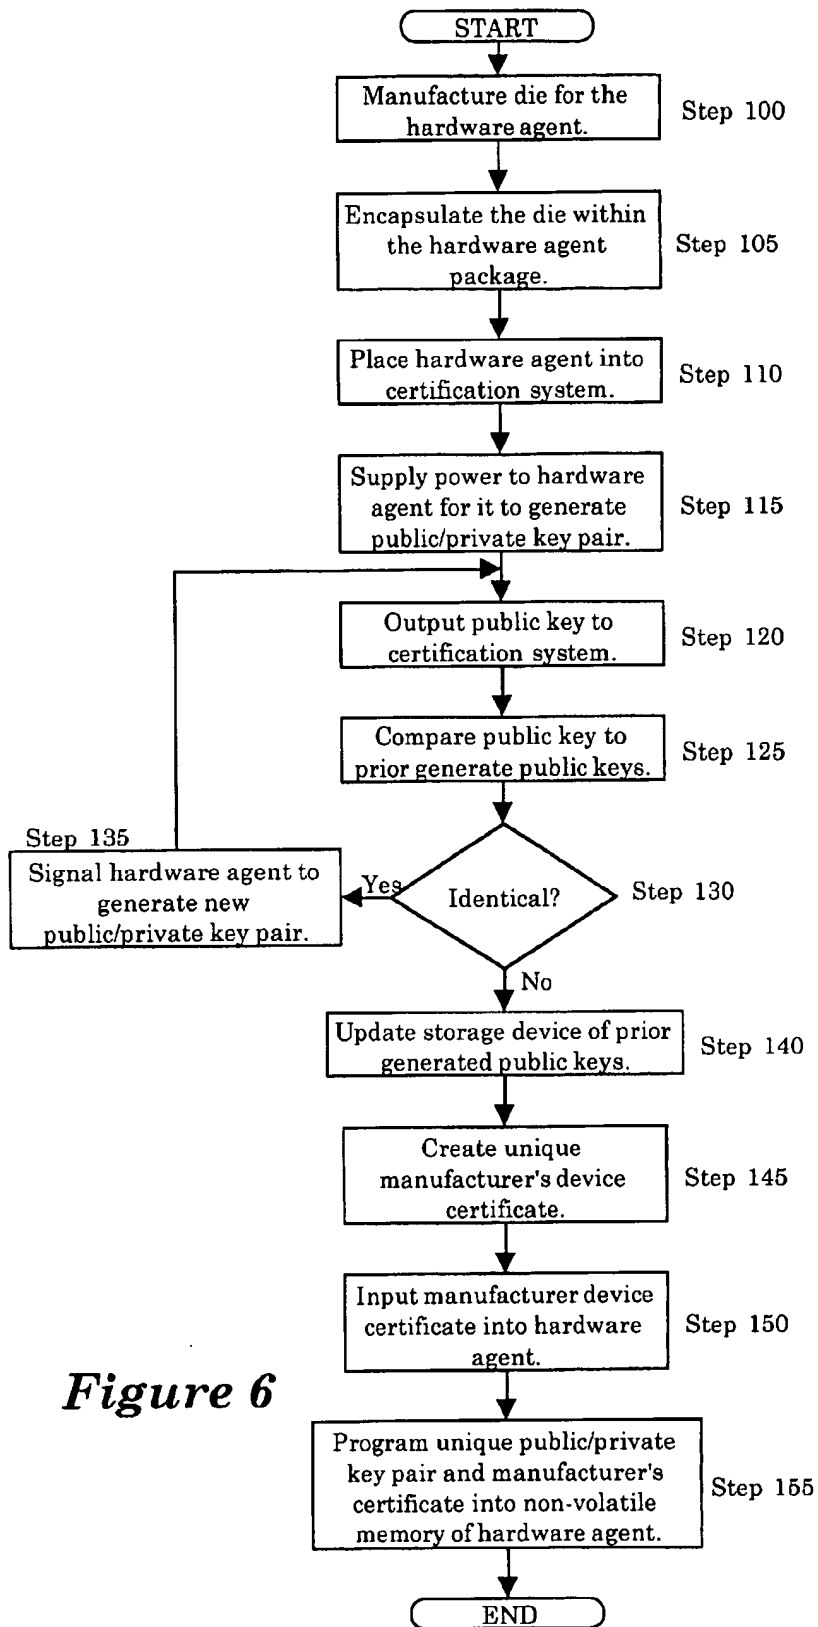 START
Manufacture die for the
hardware agent.
Step 100
Encapsulate the die within
the hardware agent
package.
Step 105
Place hardware agent into
certification system.
Step 110
Supply power to hardware
agent for it to generate
public/private key pair.
Step 115
Output public key to
certification system.
Step 120
Compare public key to
prior generate public keys.
Step 125
Step 135
Signal hardware agent to
generate new
public/private key pair.
Yes
Identical?
Step 130
No
Update storage device of prior
generated public keys.
Step 140
Create unique
manufacturer's device
certificate.
Step 145
Input manufacturer device
certificate into hardware
agent.
Step 150
Figure 6
Program unique public/private
key pair and manufacturer's
certificate into non-volatile
memory of hardware agent.
Step 155
END